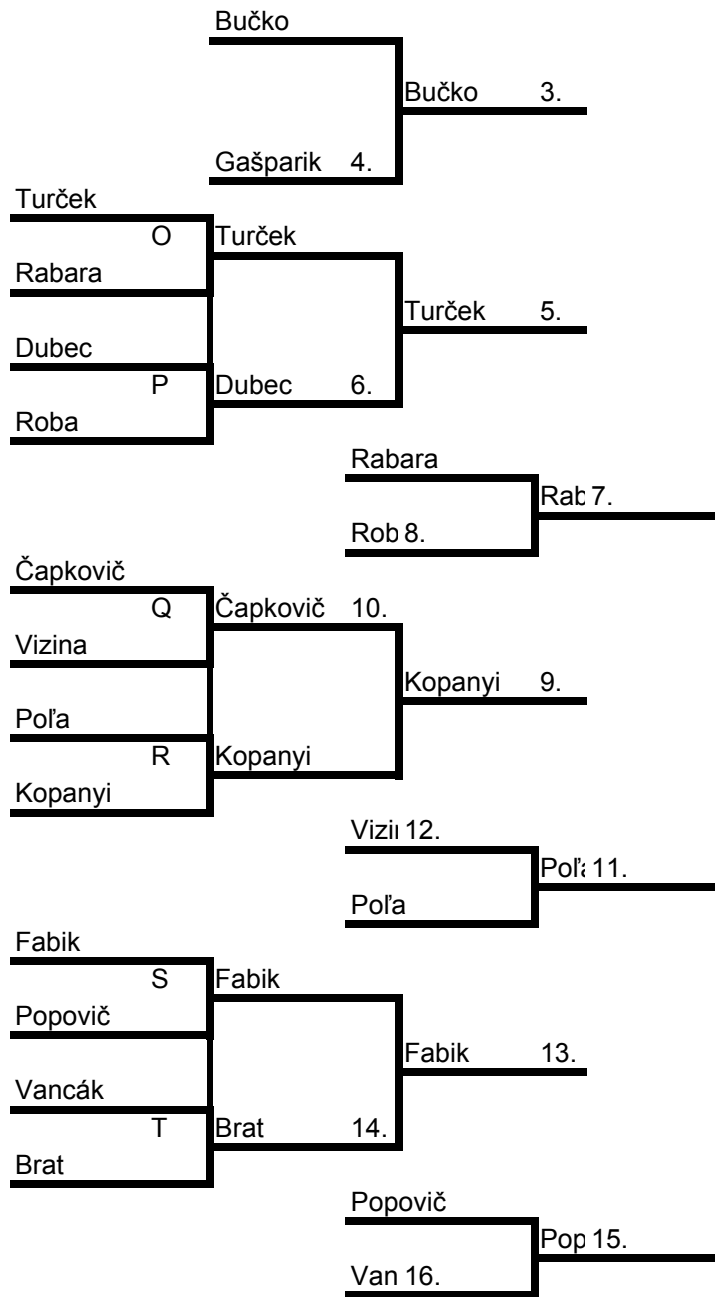 Bučko
Bučko 3.
Gašparik 4.
Turček
O Turček
Rabara
Turček 5.
Dubec
P Dubec 6.
Roba
Rabara
Rab 7.
Rob 8.
Čapkovič
Q Čapkovič 10.
Vizina
Kopanyi 9.
Poľa
R Kopanyi
Kopanyi
Vizi 12.
Poľa 11.
Poľa
Fabik
S Fabik
Popovič
Fabik 13.
Vancák
T Brat 14.
Brat
Popovič
Pop 15.
Van 16.